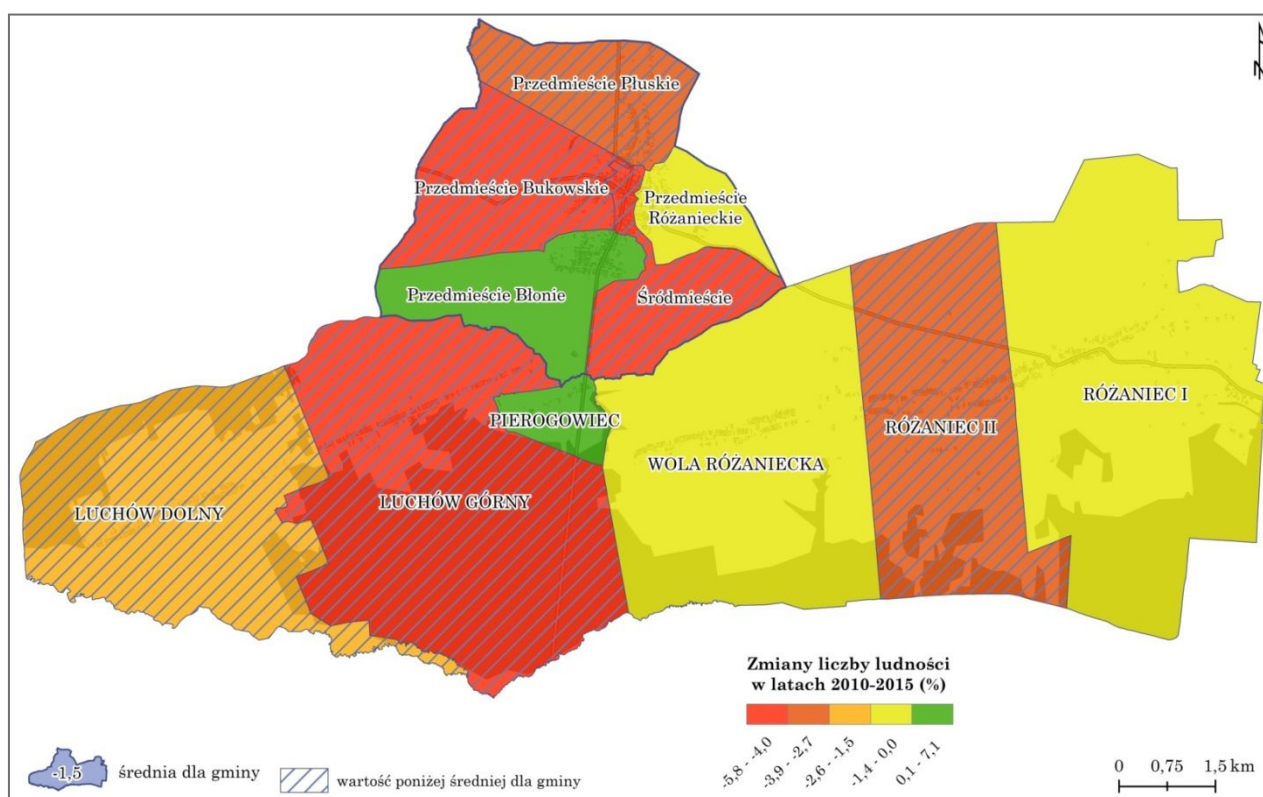 Przedmieście Płuskie
Przedmieście Bukowskie
Przedmieście
Różanieckie
Przedmieście Błonie
Śródmieście
PIEROGOWIEC
RÓŻANIEC I
RÓŻANIEC II
WOLA RÓŻANIECKA
LUCHÓW DOLNY
LUCHÓW GÓRNY
Zmiany liczby ludności
w latach 2010-2015 (%)
-5,8 - -4,0
-3,9 - -2,7
-2,6 - -1,5
-1,4 - 0,0
0,1 - 7,1
-1,5
średnia dla gminy
wartość poniżej średniej dla gminy
0 0,75 1,5 km
N